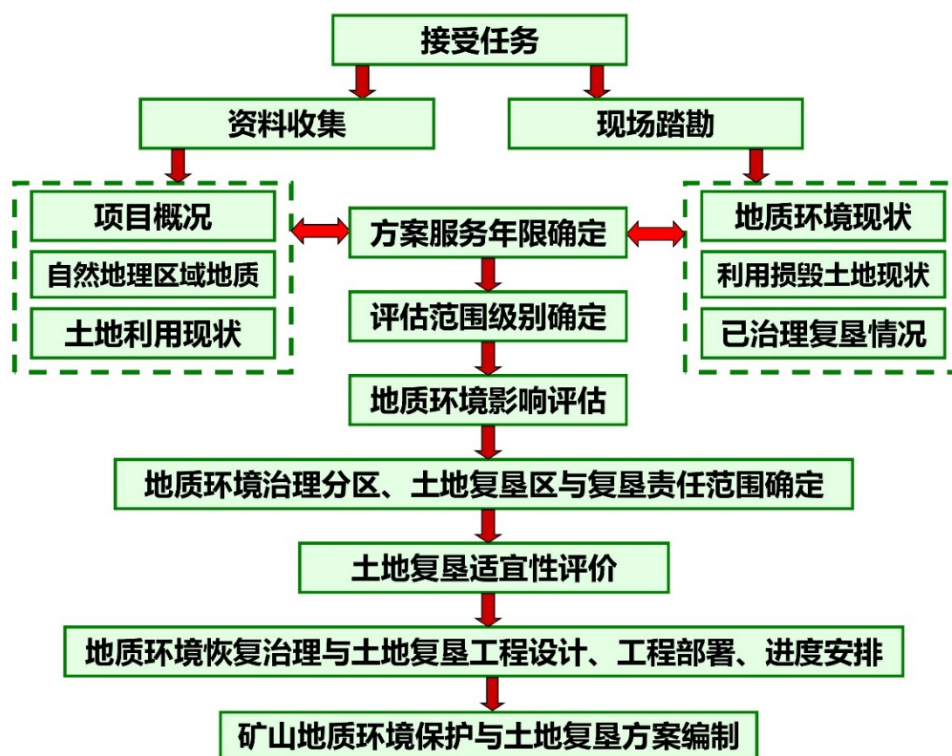 接受任务
资料收集
现场踏勘
项目概况
自然地理区域地质
土地利用现状
方案服务年限确定
地质环境现状
利用损毁土地现状
已治理复垦情况
评估范围级别确定
地质环境影响评估
地质环境治理分区、土地复垦区与复垦责任范围确定
土地复垦适宜性评价
地质环境恢复治理与土地复垦工程设计、工程部署、进度安排
矿山地质环境保护与土地复垦方案编制